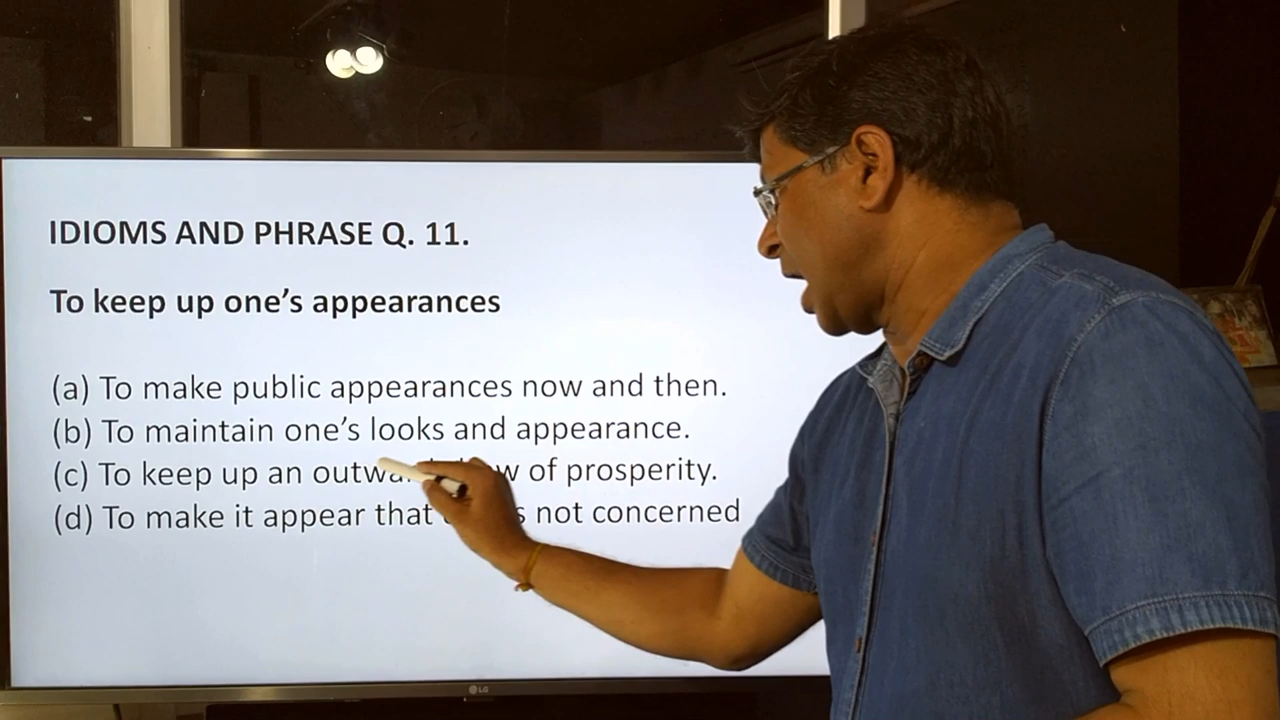 IDIOMS AND PHRASE Q. 11.
To keep up one's appearances
(a) To make public appearances now and then.
(b) To maintain one's looks and appearance.
(c) To keep up an of prosperity.
(d) To make it appear that not concerned
LG